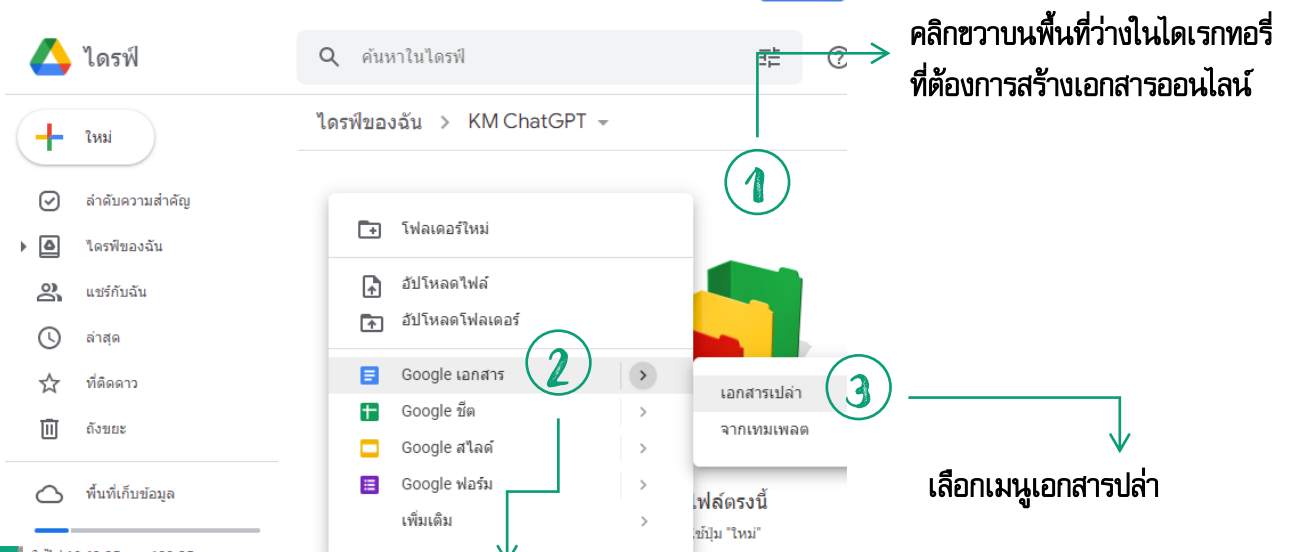 คลิกขวาบนพื้นที่ว่างในไดเรกทอรี่
ที่ต้องการสร้างเอกสารออนไลน์
ไดรฟ์
ค้นหาในไดรฟ์
ใหม่
ไดรฟ์ของฉัน > KM ChatGPT
1
ลำดับความสำคัญ
ไดรฟ์ของฉัน
แชร์กับฉัน
ล่าสุด
ที่ติดดาว
ถังขยะ
พื้นที่เก็บข้อมูล
โฟลเดอร์ใหม่
อัปโหลดไฟล์
อัปโหลดโฟลเดอร์
Google เอกสาร
2
Google ชีต
Google สไลด์
Google ฟอร์ม
เพิ่มเติม
เอกสารเปล่า
3
จากเทมเพลต
เลือกเมนูเอกสารปล่า
ไฟล์ตรงนี้
ใช้ปุ่ม "ใหม่"